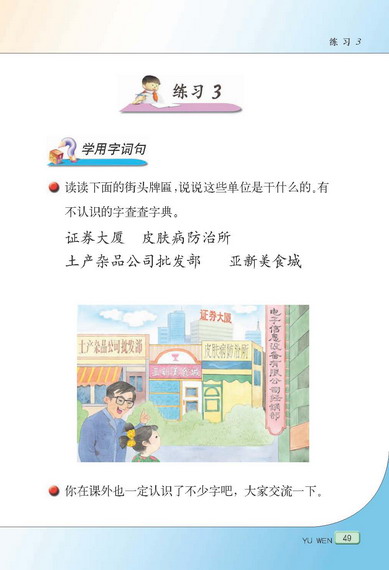 练习 3
练习 3
学用字词句
读读下面的街头牌匾,说说这些单位是干什么的。有
不认识的字查查字典。
证券大厦 皮肤病防治所
土产杂品公司批发部 亚新美食城
证券大厦
土产杂品公司批发部
亚新美食城
皮肤病防治所
电子信息设备有限公司经销部
你在课外也一定认识了不少字吧,大家交流一下。
YU WEN 49